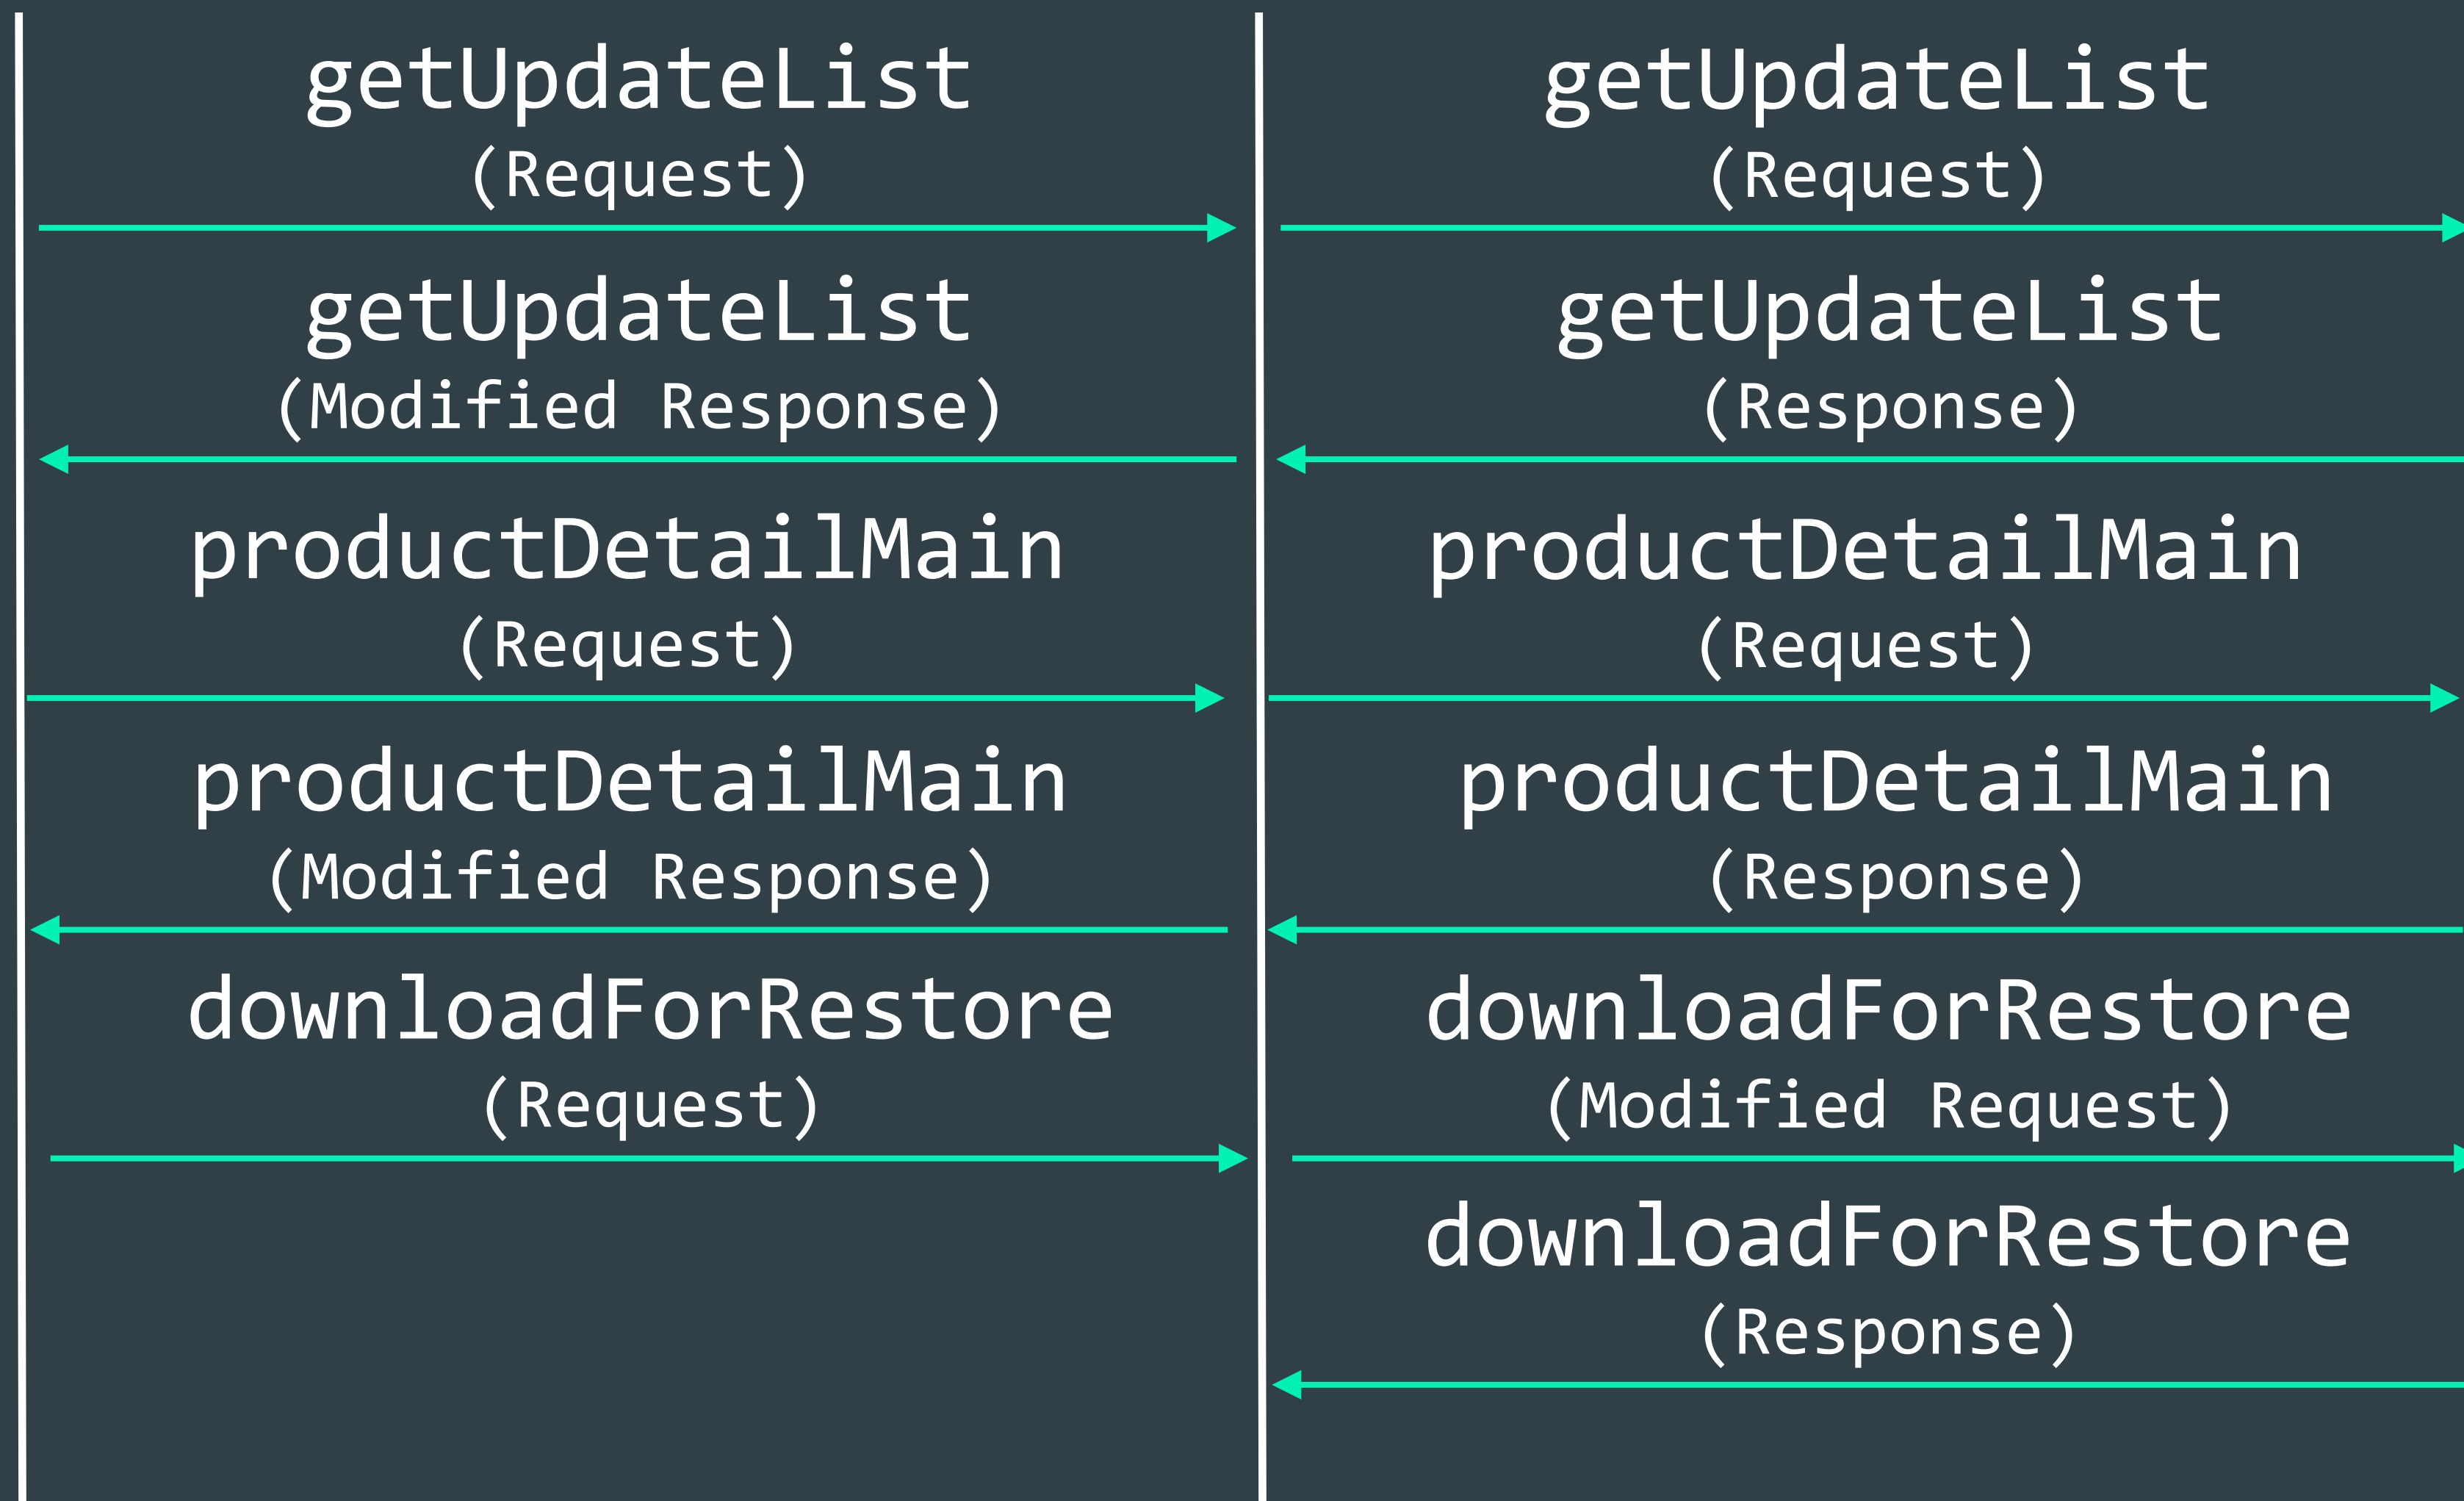 getUpdateList
(Request)
getUpdateList
(Request)
getUpdateList
(Modified Response)
getUpdateList
(Response)
productDetailMain
(Request)
productDetailMain
(Request)
productDetailMain
(Modified Response)
productDetailMain
(Response)
downloadForRestore
(Request)
downloadForRestore
(Modified Request)
downloadForRestore
(Response)